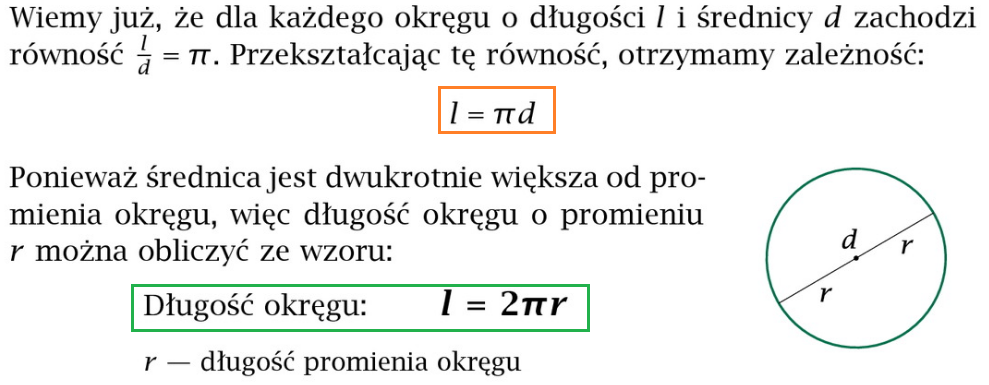 Wiemy już, że dla każdego okręgu o długości l i średnicy d zachodzi
równość l/d = π. Przekształcając tę równość, otrzymamy zależność:
l = πd
Ponieważ średnica jest dwukrotnie większa od pro-
mienia okręgu, więc długość okręgu o promieniu
r można obliczyć ze wzoru:
d
r
r
Długość okręgu: l = 2πr
r — długość promienia okręgu